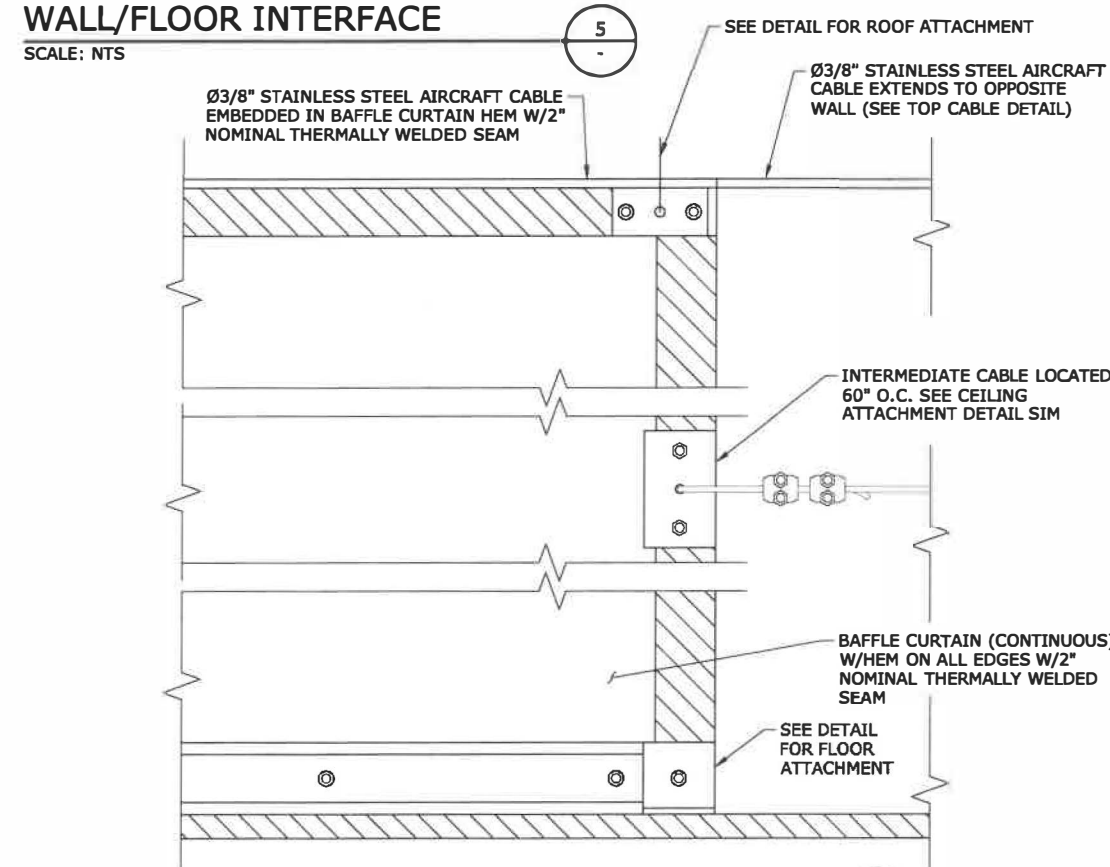 WALL/FLOOR INTERFACE
SCALE: NTS
5
-
SEE DETAIL FOR ROOF ATTACHMENT
Ø3/8" STAINLESS STEEL AIRCRAFT
CABLE EXTENDS TO OPPOSITE
WALL (SEE TOP CABLE DETAIL)
Ø3/8" STAINLESS STEEL AIRCRAFT CABLE
EMBEDDED IN BAFFLE CURTAIN HEM W/2"
NOMINAL THERMALLY WELDED SEAM
INTERMEDIATE CABLE LOCATED
60" O.C. SEE CEILING
ATTACHMENT DETAIL SIM
BAFFLE CURTAIN (CONTINUOUS)
W/HEM ON ALL EDGES W/2"
NOMINAL THERMALLY WELDED
SEAM
SEE DETAIL
FOR FLOOR
ATTACHMENT